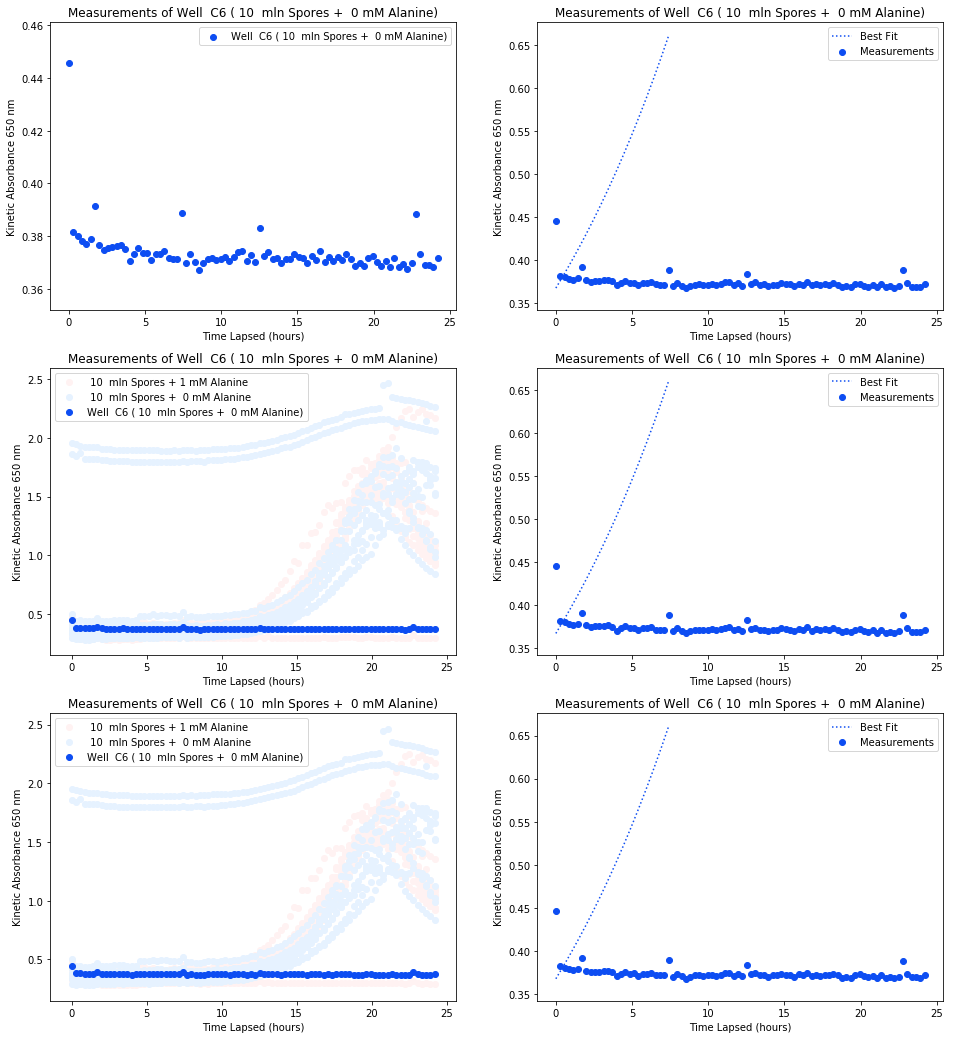 Measurements of Well  C6 ( 10  mln Spores +  0 mM Alanine)
Kinetic Absorbance 650 nm
0.46
0.44
0.42
0.40
0.38
0.36
Well  C6 ( 10  mln Spores +  0 mM Alanine)
0 5 10 15 20 25
Time Lapsed (hours)
Measurements of Well  C6 ( 10  mln Spores +  0 mM Alanine)
Kinetic Absorbance 650 nm
0.65
0.60
0.55
0.50
0.45
0.40
0.35
Best Fit
Measurements
0 5 10 15 20 25
Time Lapsed (hours)
Measurements of Well  C6 ( 10  mln Spores +  0 mM Alanine)
Kinetic Absorbance 650 nm
2.5
2.0
1.5
1.0
0.5
10  mln Spores + 1 mM Alanine
10  mln Spores +  0 mM Alanine
Well  C6 ( 10  mln Spores +  0 mM Alanine)
0 5 10 15 20 25
Time Lapsed (hours)
Measurements of Well  C6 ( 10  mln Spores +  0 mM Alanine)
Kinetic Absorbance 650 nm
0.65
0.60
0.55
0.50
0.45
0.40
0.35
Best Fit
Measurements
0 5 10 15 20 25
Time Lapsed (hours)
Measurements of Well  C6 ( 10  mln Spores +  0 mM Alanine)
Kinetic Absorbance 650 nm
2.5
2.0
1.5
1.0
0.5
10  mln Spores + 1 mM Alanine
10  mln Spores +  0 mM Alanine
Well  C6 ( 10  mln Spores +  0 mM Alanine)
0 5 10 15 20 25
Time Lapsed (hours)
Measurements of Well  C6 ( 10  mln Spores +  0 mM Alanine)
Kinetic Absorbance 650 nm
0.65
0.60
0.55
0.50
0.45
0.40
0.35
Best Fit
Measurements
0 5 10 15 20 25
Time Lapsed (hours)